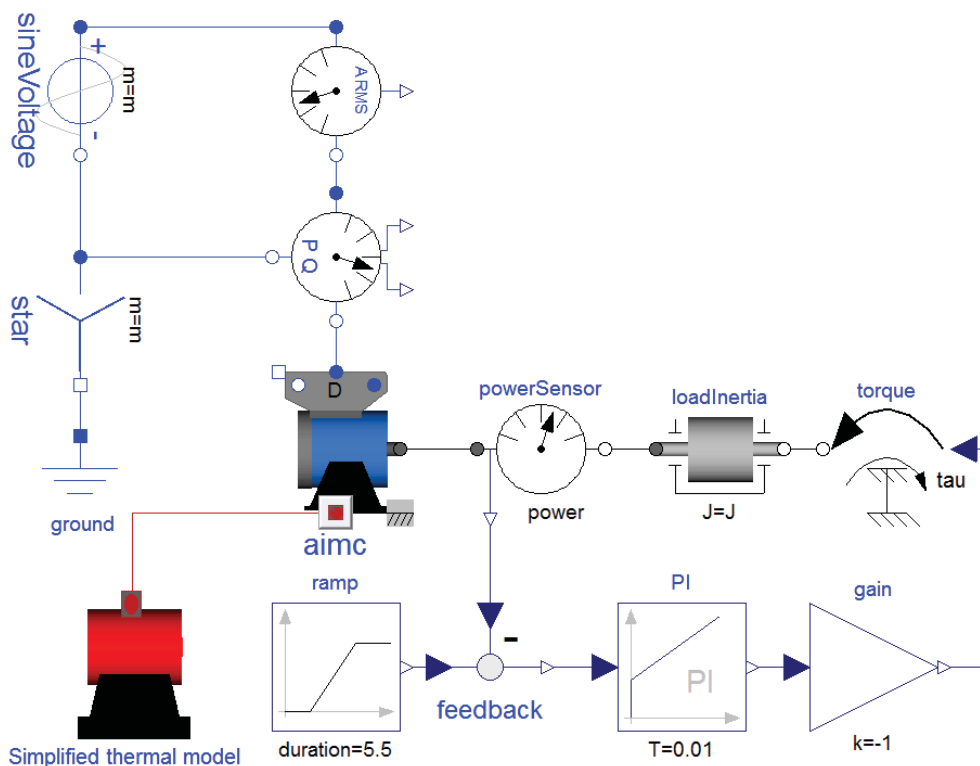 sineVoltage
+
-
m=m
ARMS
P Q
star
m=m
D
powerSensor
loadInertia
torque
tau
ground
aimc
power
J=J
ramp
PI
gain
-
PI
feedback
Simplified thermal model
duration=5.5
T=0.01
k=-1